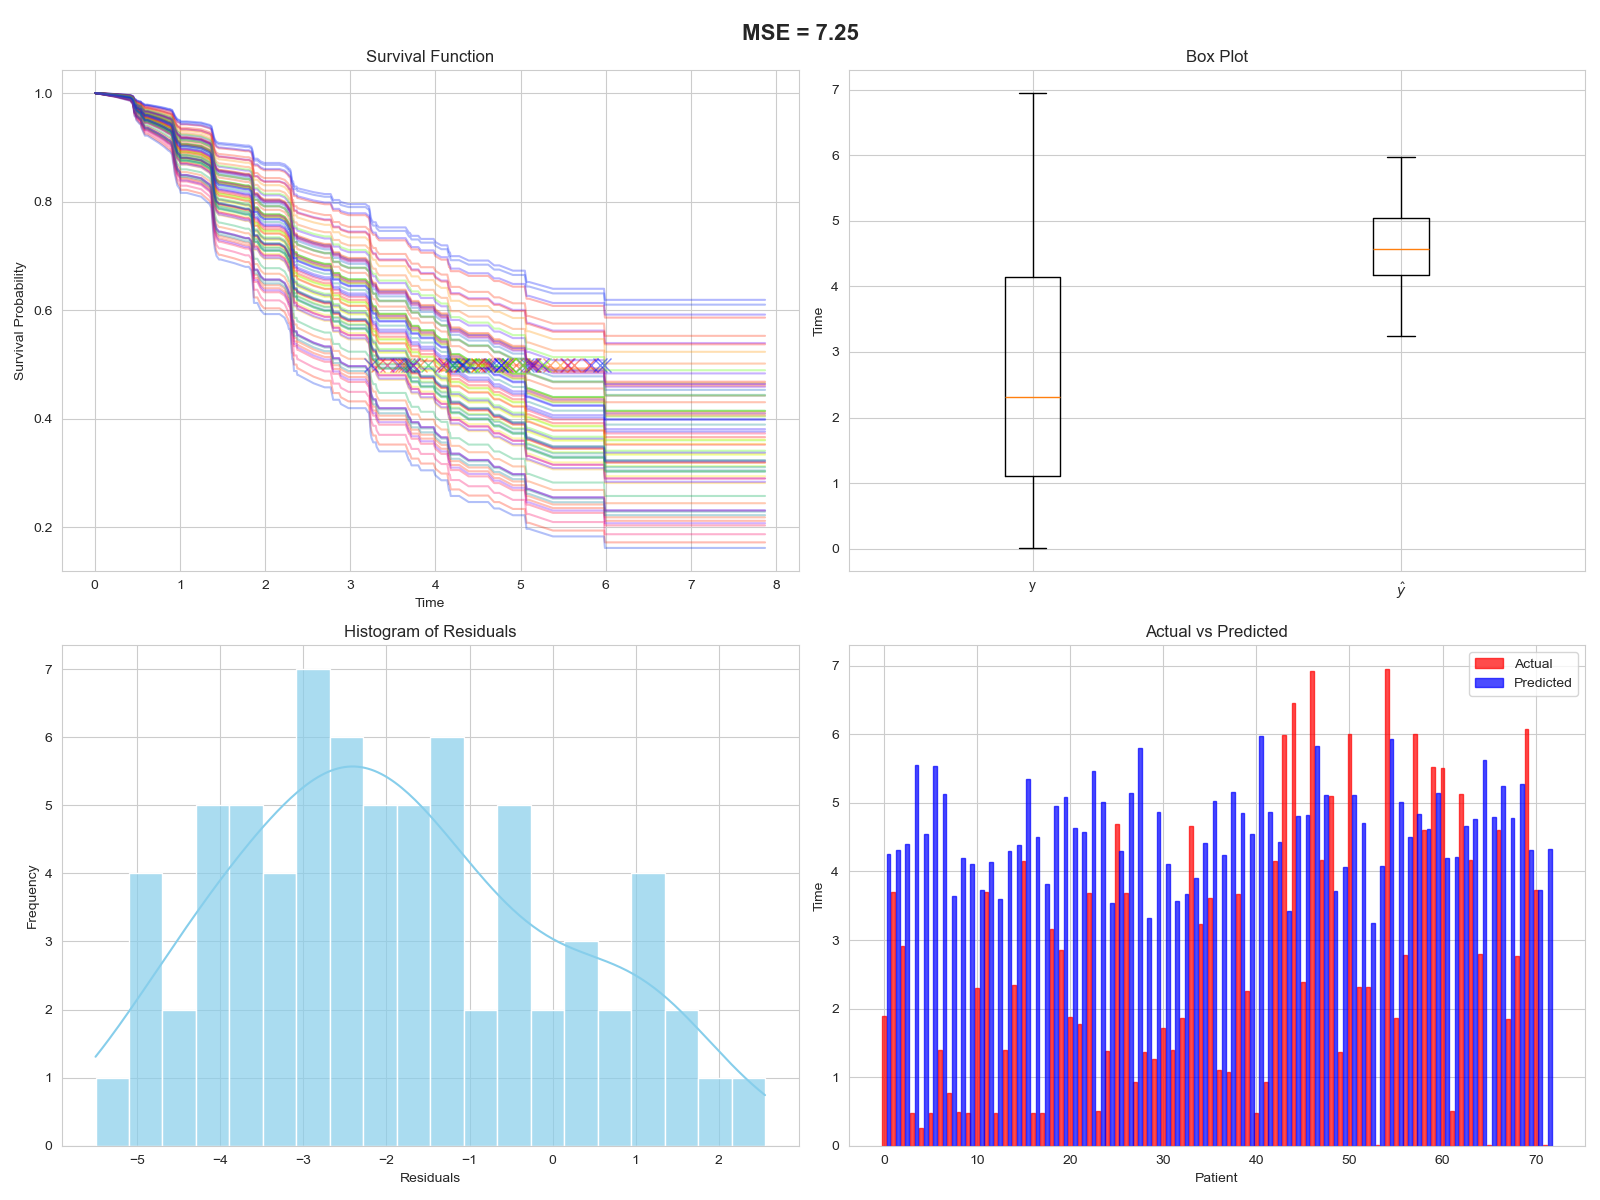 MSE = 7.25
Survival Function
Survival Probability
1.0
0.8
0.6
0.4
0.2
0 1 2 3 4 5 6 7 8
Time
Box Plot
Time
7
6
5
4
3
2
1
0
y ŷ
Histogram of Residuals
Frequency
7
6
5
4
3
2
1
0
−5 −4 −3 −2 −1 0 1 2
Residuals
Actual vs Predicted
Actual
Predicted
Time
7
6
5
4
3
2
1
0
0 10 20 30 40 50 60 70
Patient